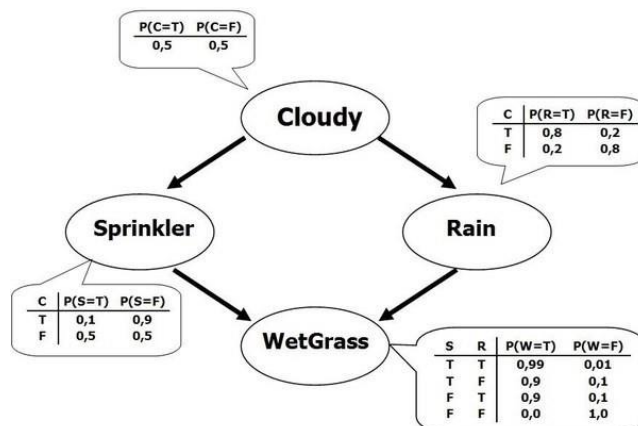 P(C=T) P(C=F)
0,5 0,5
Cloudy
C P(R=T) P(R=F)
T 0,8 0,2
F 0,2 0,8
Sprinkler
Rain
C P(S=T) P(S=F)
T 0,1 0,9
F 0,5 0,5
WetGrass
S R P(W=T) P(W=F)
T T 0,99 0,01
T F 0,9 0,1
F T 0,9 0,1
F F 0,0 1,0